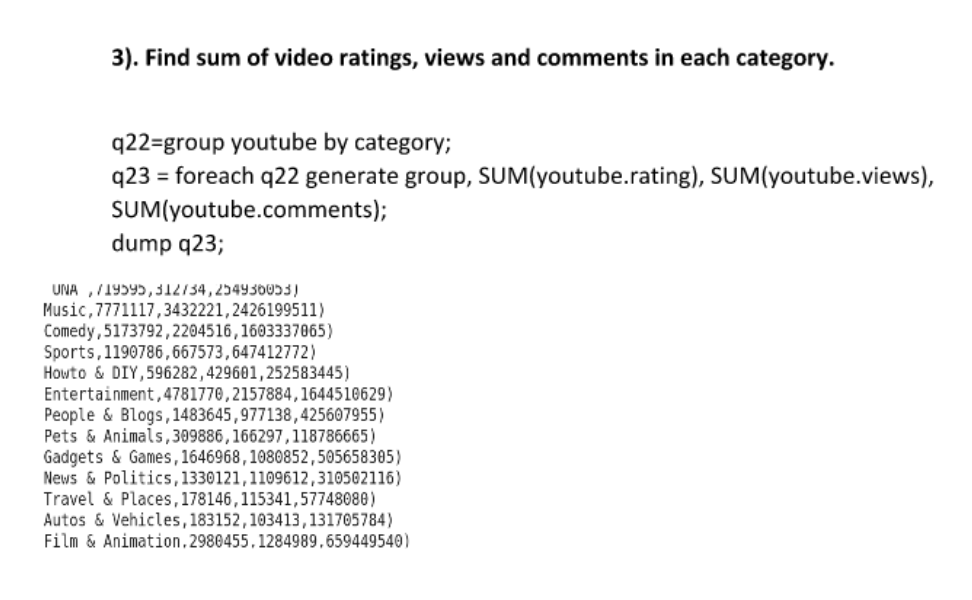 3). Find sum of video ratings, views and comments in each category.
q22=group youtube by category;
q23 = foreach q22 generate group, SUM(youtube.rating), SUM(youtube.views),
SUM(youtube.comments);
dump q23;
UNA ,719595,312734,254936053)
Music,7771117,3432221,2426199511)
Comedy,5173792,2204516,1603337065)
Sports,1190786,667573,647412772)
Howto & DIY,596282,429601,252583445)
Entertainment,4781770,2157884,1644510629)
People & Blogs,1483645,977138,425607955)
Pets & Animals,309886,166297,118786665)
Gadgets & Games,1646968,1080852,505658305)
News & Politics,1330121,1109612,310502116)
Travel & Places,178146,115341,57748080)
Autos & Vehicles,183152,103413,131705784)
Film & Animation,2980455,1284989,659449540)